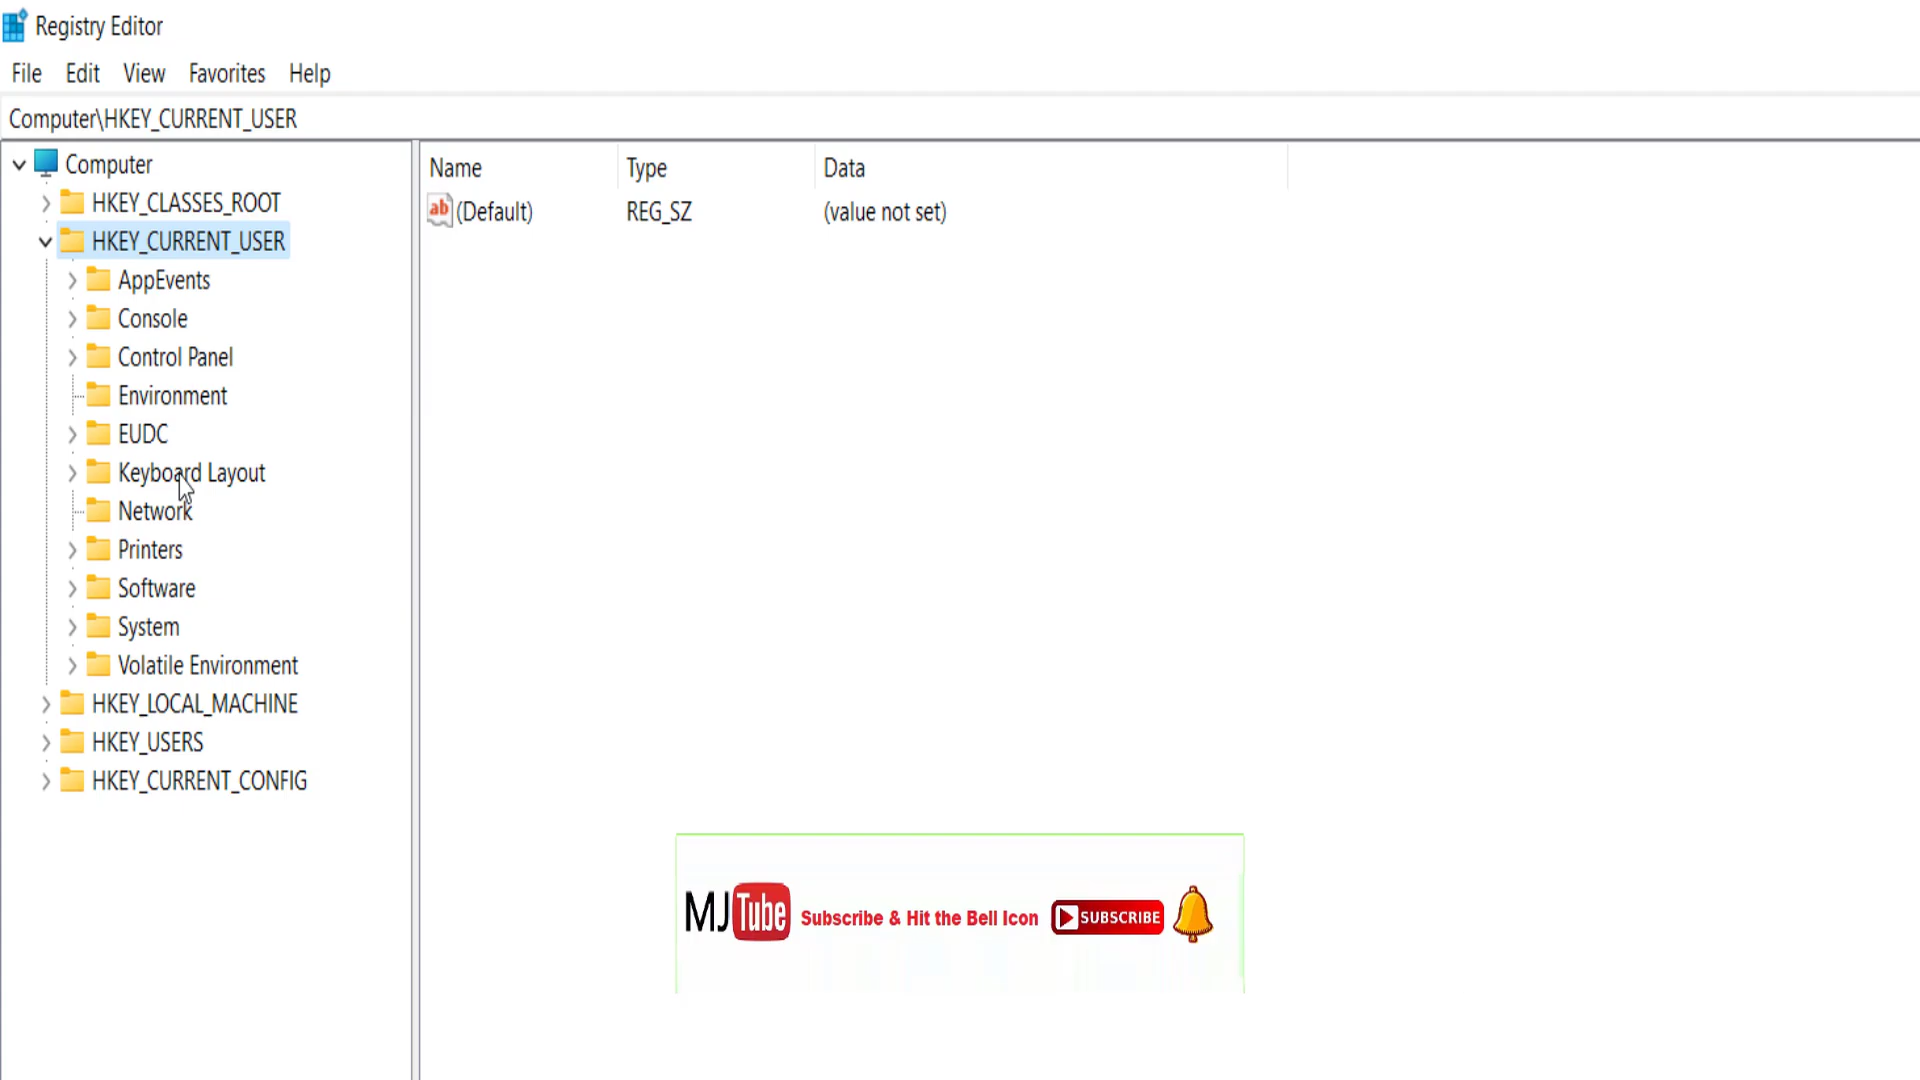 Registry Editor
File Edit View Favorites Help
Computer\HKEY_CURRENT_USER
Computer
HKEY_CLASSES_ROOT
HKEY_CURRENT_USER
AppEvents
Console
Control Panel
Environment
EUDC
Keyboard Layout
Network
Printers
Software
System
Volatile Environment
HKEY_LOCAL_MACHINE
HKEY_USERS
HKEY_CURRENT_CONFIG
Name Type Data
ab (Default) REG_SZ (value not set)
MJ Tube Subscribe & Hit the Bell Icon SUBSCRIBE